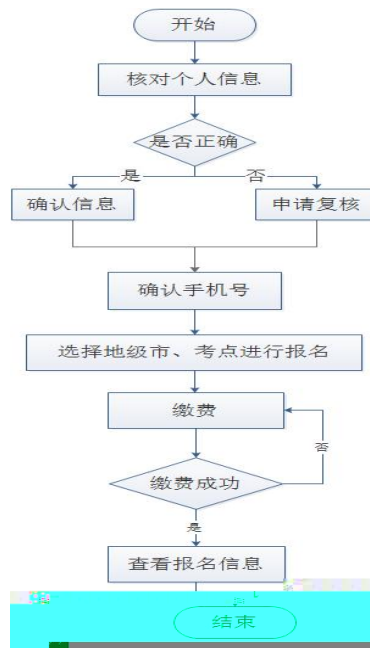 开始
核对个人信息
是否正确
是 否
确认信息 申请复核
确认手机号
选择地级市、考点进行报名
缴费
否
缴费成功
是
查看报名信息
结束